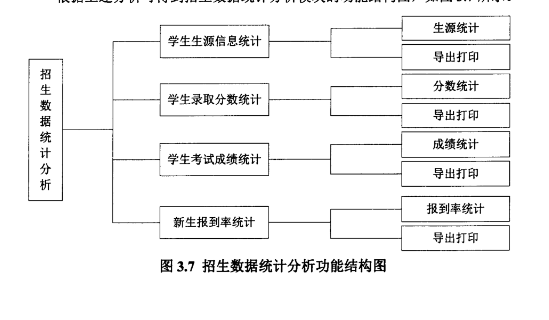 招生数据统计分析
学生生源信息统计
生源统计
导出打印
学生录取分数统计
分数统计
导出打印
学生考试成绩统计
成绩统计
导出打印
新生报到率统计
报到率统计
导出打印
图 3.7 招生数据统计分析功能结构图